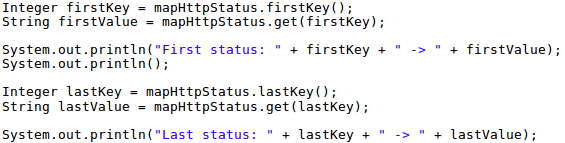 Integer firstKey = mapHttpStatus.firstKey();
String firstValue = mapHttpStatus.get(firstKey);
System.out.println("First status: " + firstKey + " -> " + firstValue);
System.out.println();
Integer lastKey = mapHttpStatus.lastKey();
String lastValue = mapHttpStatus.get(lastKey);
System.out.println("Last status: " + lastKey + " -> " + lastValue);